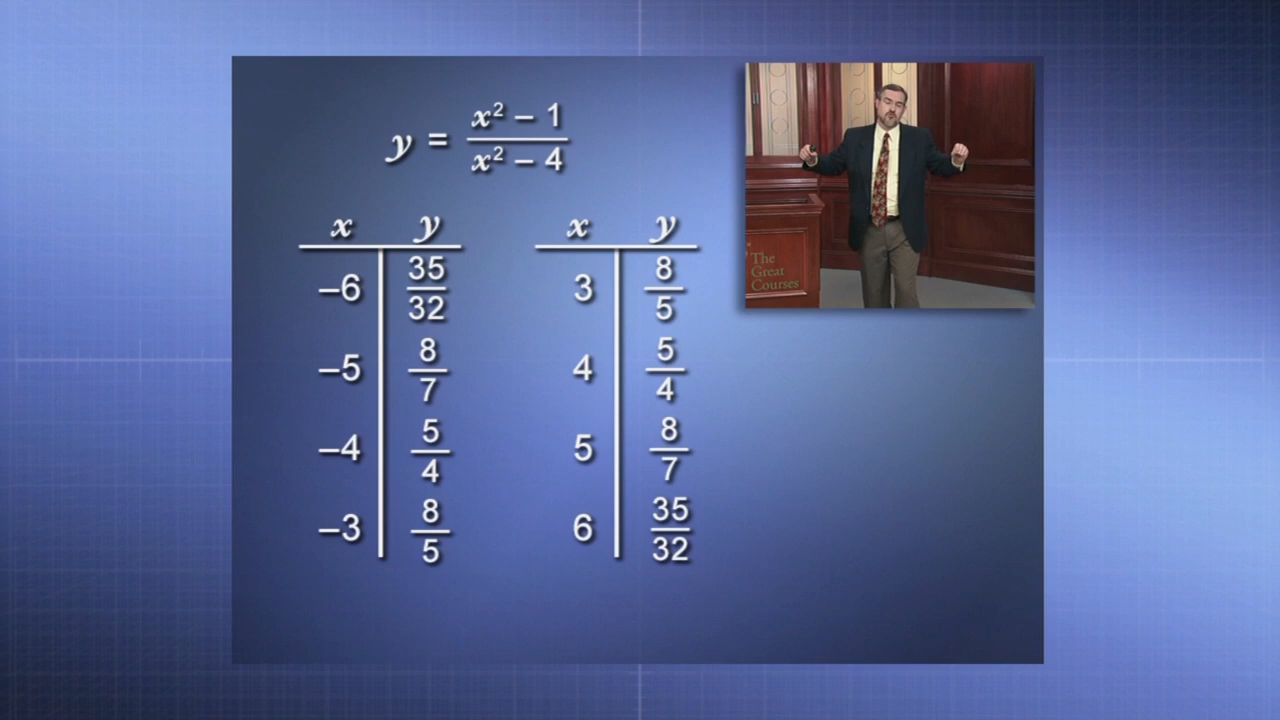 y = x² – 1 / x² – 4
x y x y
–6 35/32 3 8/5
–5 8/7 4 5/4
–4 5/4 5 8/7
–3 8/5 6 35/32
The
Great
Courses